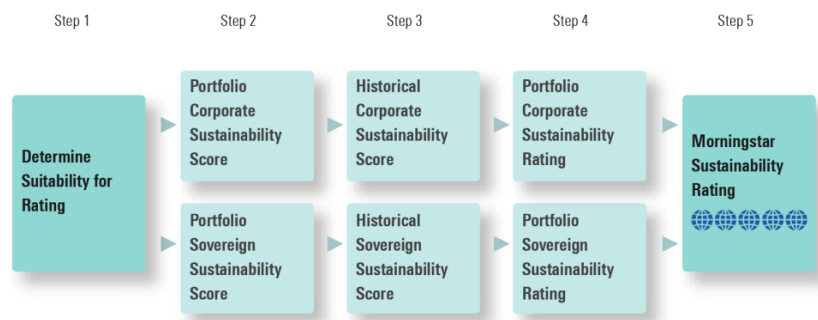 Step 1
Step 2
Step 3
Step 4
Step 5
Determine
Suitability for
Rating
Portfolio
Corporate
Sustainability
Score
Historical
Corporate
Sustainability
Score
Portfolio
Corporate
Sustainability
Rating
Portfolio
Sovereign
Sustainability
Score
Historical
Sovereign
Sustainability
Score
Portfolio
Sovereign
Sustainability
Rating
Morningstar
Sustainability
Rating